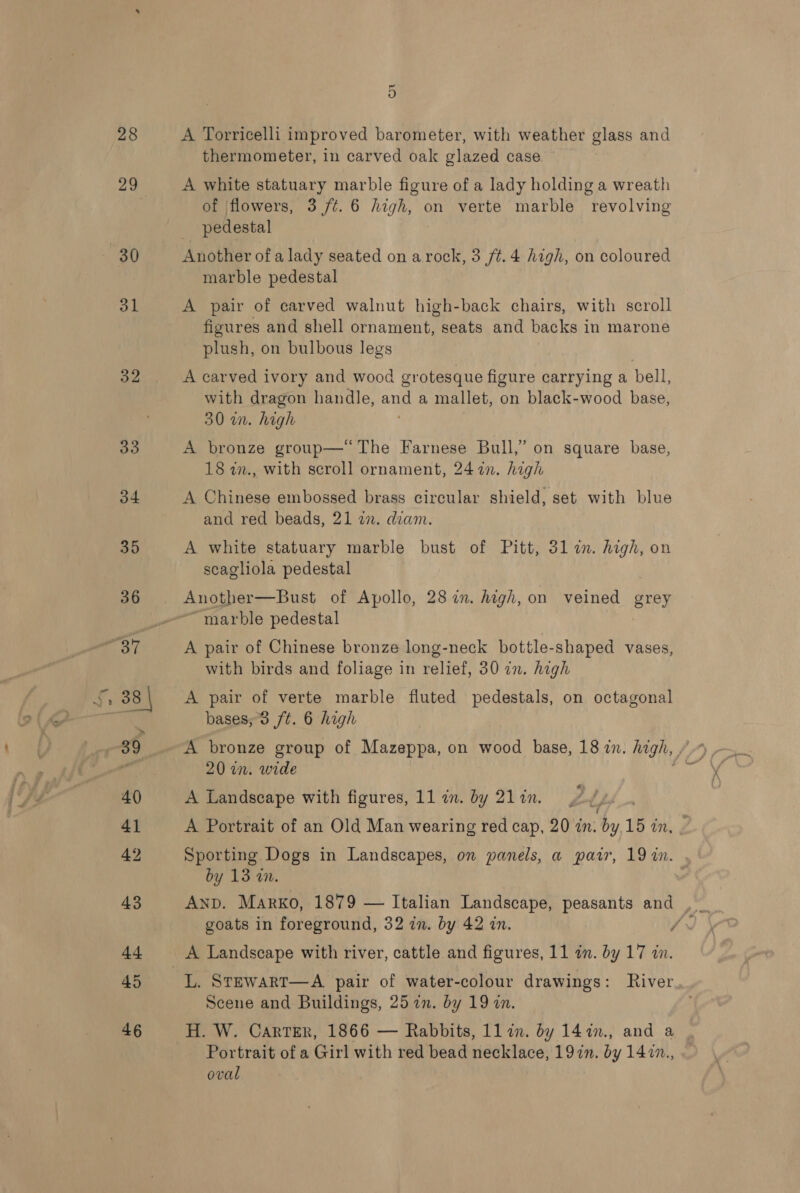 5
28 A Torricelli improved barometer, with weather glass and
thermometer, in carved oak glazed case
29 A white statuary marble figure of a lady holding a wreath
of flowers, 3 ft. 6 high, on verte marble revolving
pedestal
30 Another of a lady seated on a rock, 3 ft. 4 high, on coloured
marble pedestal
31 A pair of carved walnut high-back chairs, with scroll
figures and shell ornament, seats and backs in marone
plush, on bulbous legs
32 A carved ivory and wood grotesque figure carrying a bell,
with dragon handle, and a mallet, on black-wood base,
30 in. high
33 A bronze group—“The Farnese Bull,” on square base,
18 in., with scroll ornament, 24 in. high
34 A Chinese embossed brass circular shield, set with blue
and red beads, 21 in. diam.
35 A white statuary marble bust of Pitt, 31 in. high, on
scagliola pedestal
36 Another—Bust of Apollo, 28 in. high, on veined grey
marble pedestal
37 A pair of Chinese bronze long-neck bottle-shaped vases,
with birds and foliage in relief, 30 in. high
38 A pair of verte marble fluted pedestals, on octagonal
bases, 3 ft. 6 high
39 A bronze group of Mazeppa, on wood base, 18 in. high,
20 in. wide
40 A Landscape with figures, 11 in. by 21 in.
41 A Portrait of an Old Man wearing red cap, 20 in. by 15 in.
42 Sporting Dogs in Landscapes, on panels, a pair, 19 in.
by 13 in.
43 AND. MARKO, 1879 — Italian Landscape, peasants and
goats in foreground, 32 in. by 42 in.
44 A Landscape with river, cattle and figures, 11 in. by 17 in.
45 L. STEWART—A pair of water-colour drawings: River
Scene and Buildings, 25 in. by 19 in.
46 H. W. CARTER, 1866 — Rabbits, 11 in. by 14 in., and a
Portrait of a Girl with red bead necklace, 19 in. by 14 in.,
oval